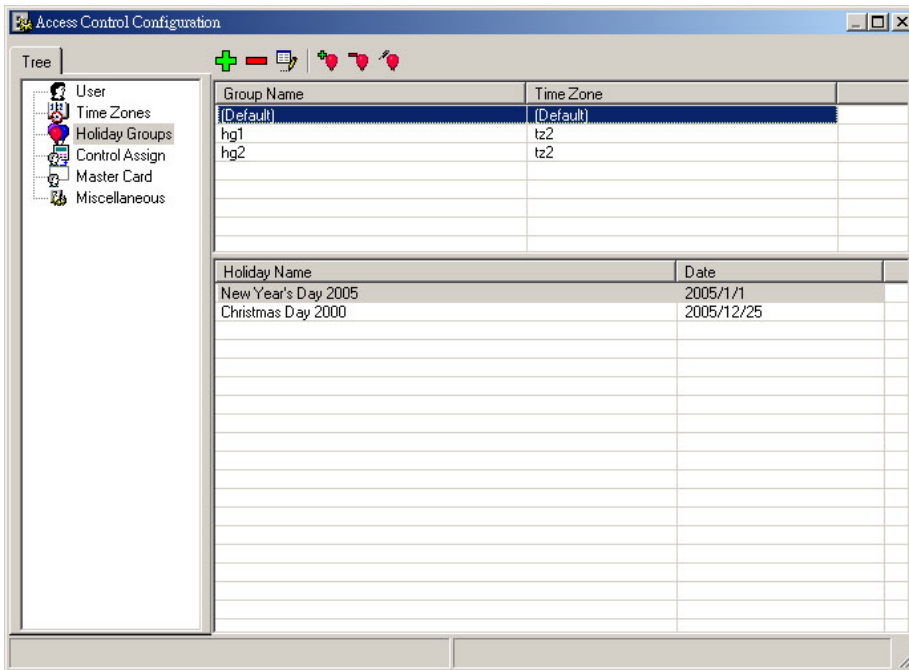 Access Control Configuration
Tree
User
Time Zones
Holiday Groups
Control Assign
Master Card
Miscellaneous
Group Name Time Zone
(Default) (Default)
hg1 tz2
hg2 tz2
Holiday Name Date
New Year's Day 2005 2005/1/1
Christmas Day 2000 2005/12/25